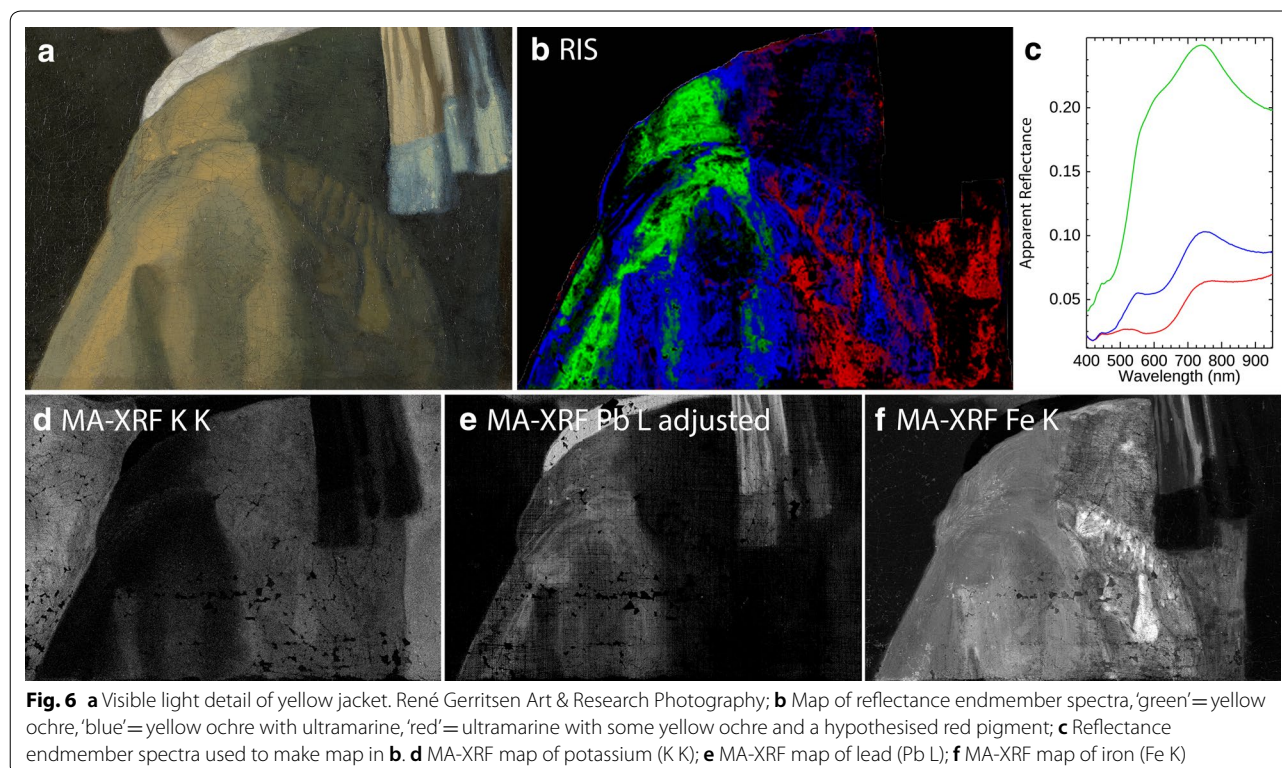 a
b RIS
c
0.20
0.15
0.10
0.05
Apparent Reflectance
400 500 600 700 800 900
Wavelength (nm)
d MA-XRF K K
e MA-XRF Pb L adjusted
f MA-XRF Fe K
Fig. 6 a Visible light detail of yellow jacket. René Gerritsen Art & Research Photography; b Map of reflectance endmember spectra, ‘green’ = yellow
ochre, ‘blue’ = yellow ochre with ultramarine, ‘red’ = ultramarine with some yellow ochre and a hypothesised red pigment; c Reflectance
endmember spectra used to make map in b. d MA-XRF map of potassium (K K); e MA-XRF map of lead (Pb L); f MA-XRF map of iron (Fe K)